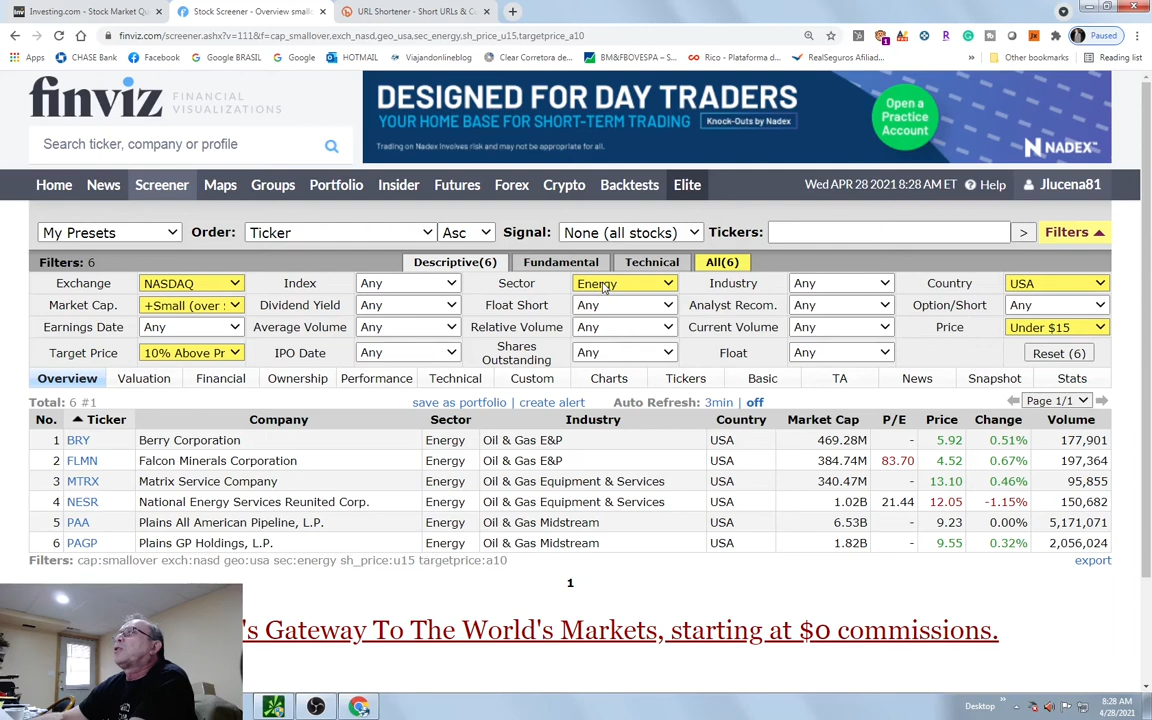 Investing.com - Stock Market Qu
Stock Screener - Overview small
URL Shortener - Short URLs & C
finviz.com/screener.ashx?v=111&f=cap_smallover,exch_nasd,geo_usa,sec_energy,sh_price_u15,targetprice_a10
Paused
Apps CHASE Bank Facebook Google BRASIL Google HOTMAIL Viajandonlineblog Clear Corretora de... BM&FBOVESPA – S... Rico - Plataforma d... RealSeguros Afiliad... » Other bookmarks Reading list
finviz FINANCIAL VISUALIZATIONS
Search ticker, company or profile
DESIGNED FOR DAY TRADERS
YOUR HOME BASE FOR SHORT-TERM TRADING Knock-Outs by Nadex
Trading on Nadex involves risk and may not be appropriate for all.
Open a
Practice
Account
NADEX
Home News Screener Maps Groups Portfolio Insider Futures Forex Crypto Backtests Elite Wed APR 28 2021 8:28 AM ET Help Jlucena81
My Presets Order: Ticker Asc Signal: None (all stocks) Tickers: > Filters
Filters: 6 Descriptive(6) Fundamental Technical All(6)
Exchange NASDAQ Index Any Sector Energy Industry Any Country USA
Market Cap. +Small (over Dividend Yield Any Float Short Any Analyst Recom. Any Option/Short Any
Earnings Date Any Average Volume Any Relative Volume Any Current Volume Any Price Under $15
Target Price 10% Above Pr IPO Date Any Shares Outstanding Any Float Any Reset (6)
Overview Valuation Financial Ownership Performance Technical Custom Charts Tickers Basic TA News Snapshot Stats
Total: 6 #1 save as portfolio | create alert Auto Refresh: 3min | off Page 1/1
No. Ticker Company Sector Industry Country Market Cap P/E Price Change Volume
1 BRY Berry Corporation Energy Oil & Gas E&P USA 469.28M - 5.92 0.51% 177,901
2 FLMN Falcon Minerals Corporation Energy Oil & Gas E&P USA 384.74M 83.70 4.52 0.67% 197,364
3 MTRX Matrix Service Company Energy Oil & Gas Equipment & Services USA 340.47M - 13.10 0.46% 95,855
4 NESR National Energy Services Reunited Corp. Energy Oil & Gas Equipment & Services USA 1.02B 21.44 12.05 -1.15% 150,682
5 PAA Plains All American Pipeline, L.P. Energy Oil & Gas Midstream USA 6.53B - 9.23 0.00% 5,171,071
6 PAGP Plains GP Holdings, L.P. Energy Oil & Gas Midstream USA 1.82B - 9.55 0.32% 2,056,024
Filters: cap:smallover exch:nasd geo:usa sec:energy sh_price:u15 targetprice:a10 export
1
's Gateway To The World's Markets, starting at $0 commissions.
Desktop » 8:28 AM
4/28/2021